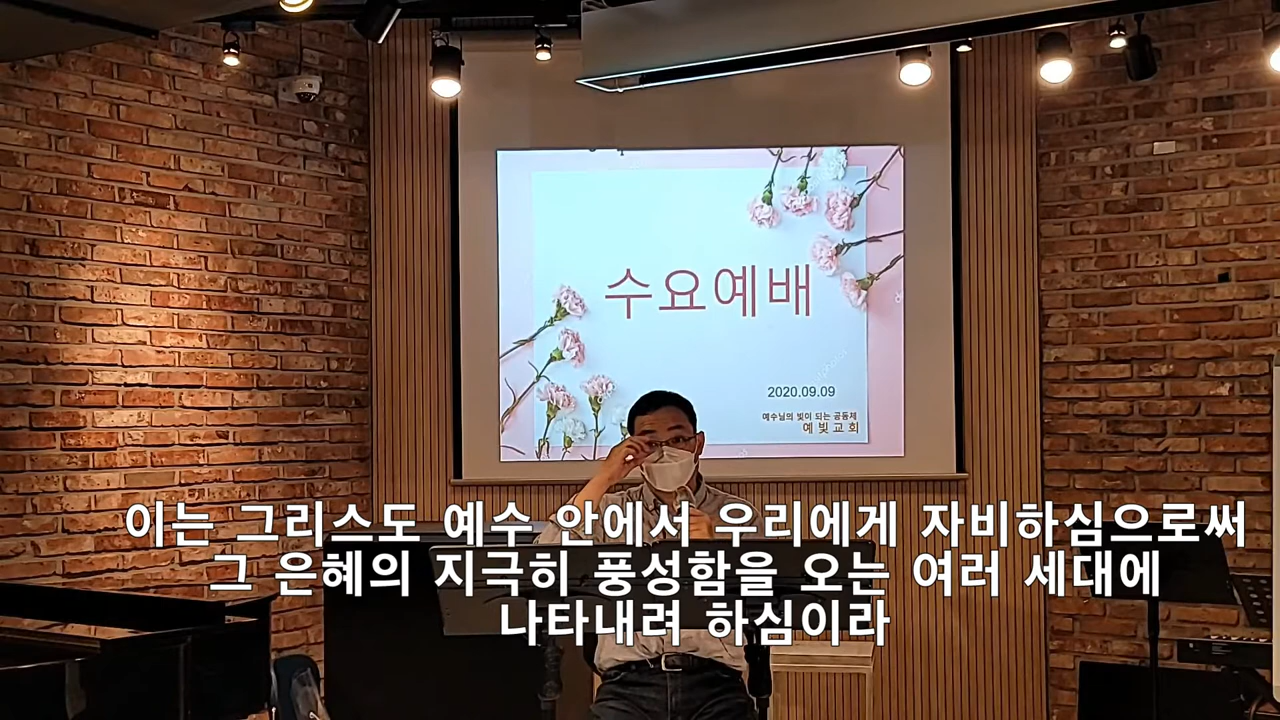 수요예배
2020.09.09
예수님의 빛이 되는 공동체
예빛교회
이는 그리스도 예수 안에서 우리에게 자비하심으로써
그 은혜의 지극히 풍성함을 오는 여러 세대에
나타내려 하심이라